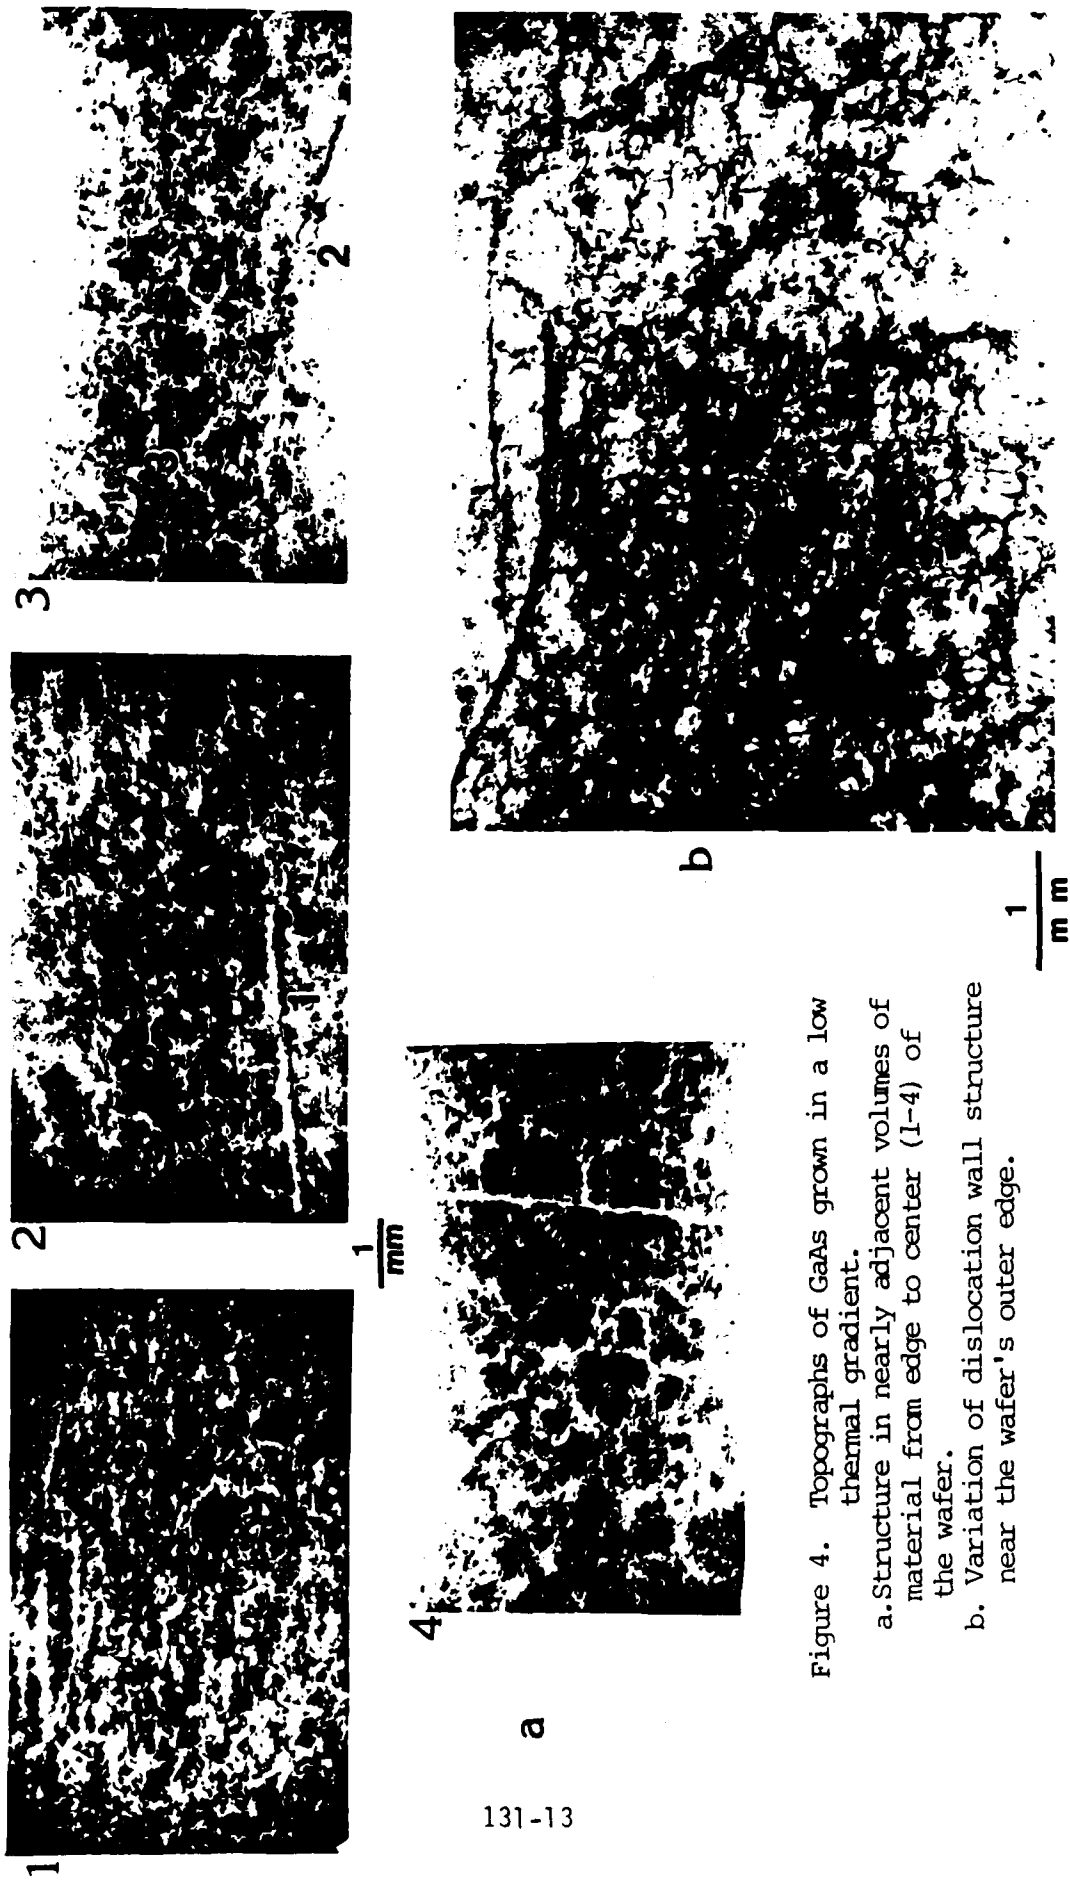 1
2
3
2
1
1
mm
4
a
b
1
m m
Figure 4. Topographs of GaAs grown in a low
thermal gradient.
a.Structure in nearly adjacent volumes of
material from edge to center (1-4) of
the wafer.
b. Variation of dislocation wall structure
near the wafer's outer edge.
131-13